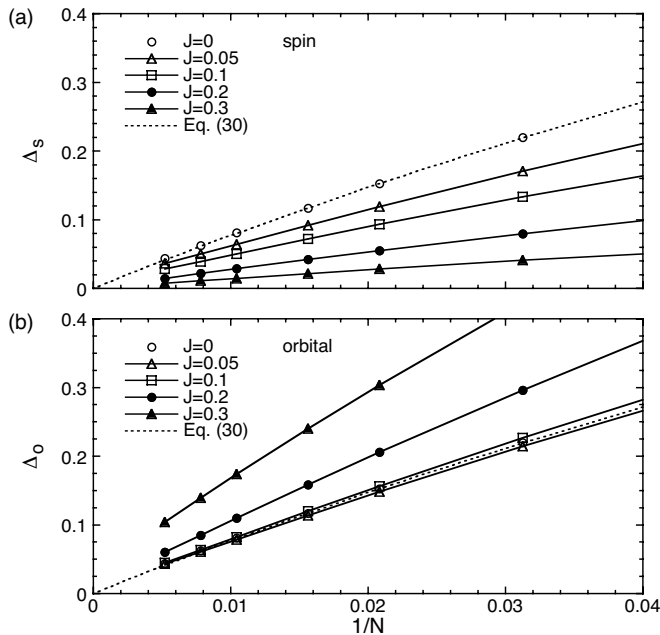 (a)
0.4
J=0
spin
J=0.05
0.3
J=0.1
J=0.2
J=0.3
Eq. (30)
Δs
0.2
0.1
0
(b)
0.4
J=0
orbital
J=0.05
J=0.1
0.3
J=0.2
J=0.3
Eq. (30)
Δo
0.2
0.1
0
0 0.01 0.02 0.03 0.04
1/N